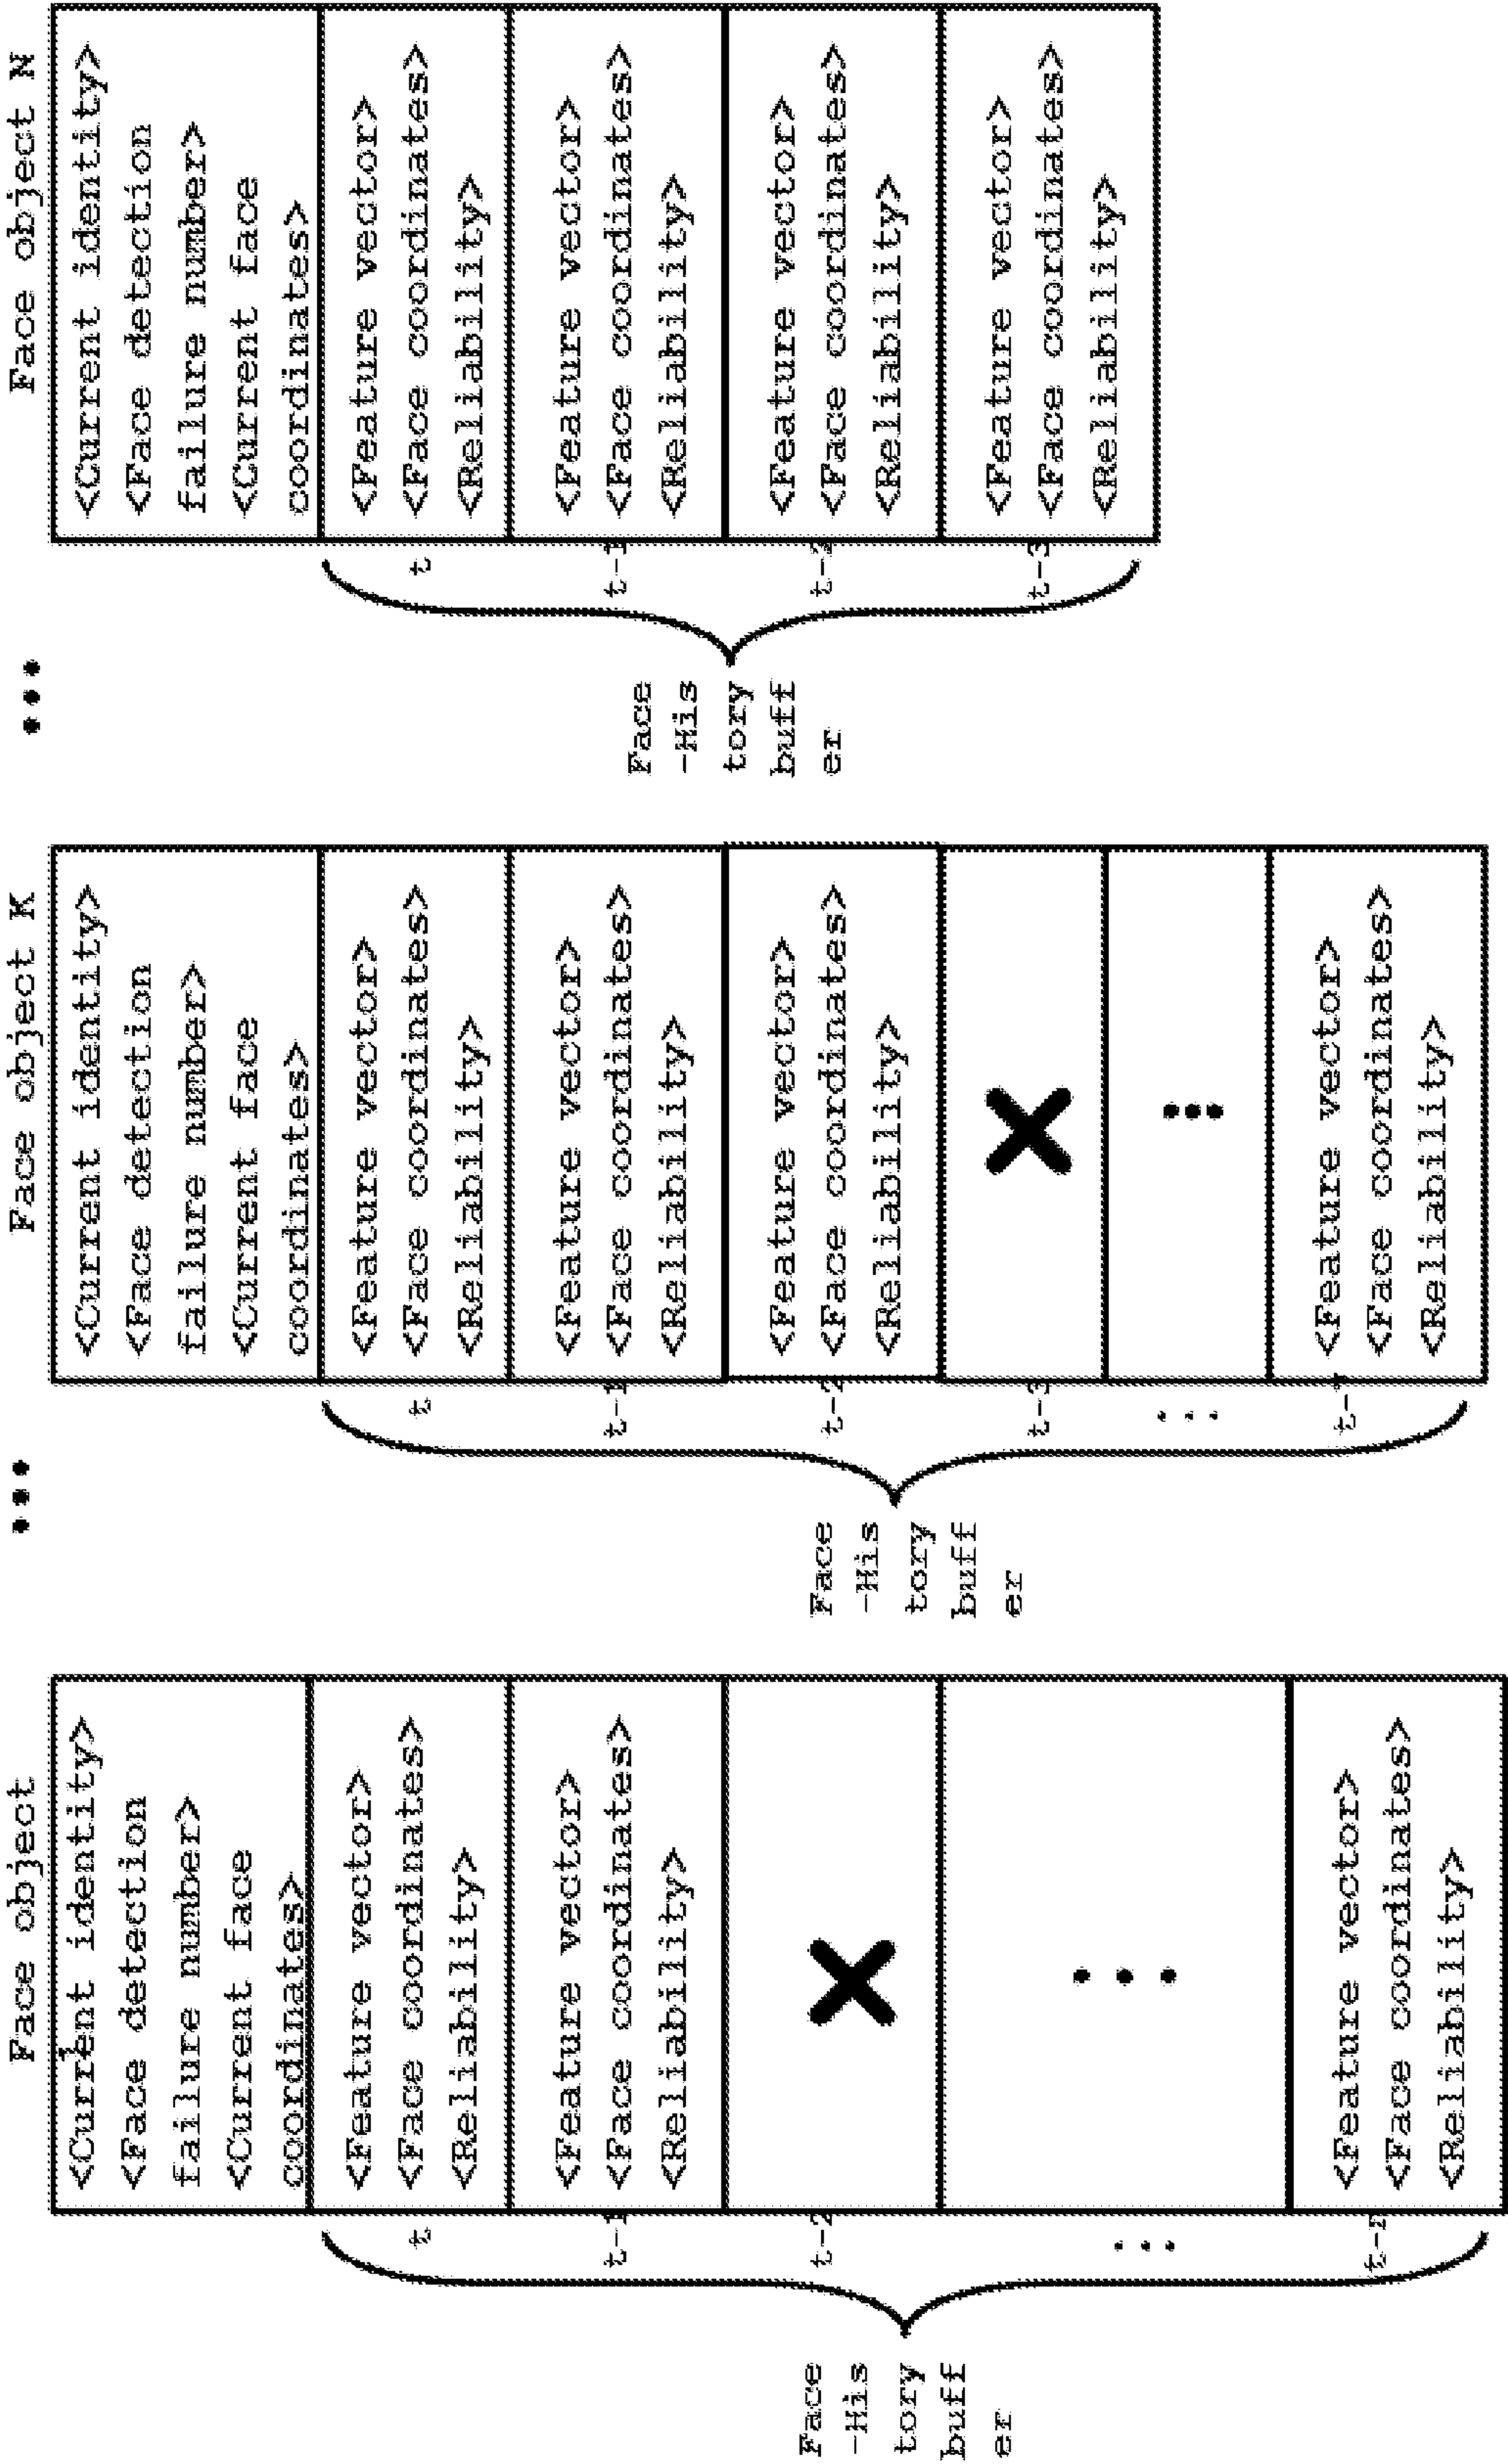 Face object
<Current identity>
<Face detection
failure number>
<Current face
coordinates>
t
<Feature vector>
<Face coordinates>
<Reliability>
t-1
<Feature vector>
<Face coordinates>
<Reliability>
t-2
<Feature vector>
<Face coordinates>
<Reliability>
Face
-His
tory
buff
er
...
Face object K
<Current identity>
<Face detection
failure number>
<Current face
coordinates>
t
<Feature vector>
<Face coordinates>
<Reliability>
t-1
<Feature vector>
<Face coordinates>
<Reliability>
t-2
<Feature vector>
<Face coordinates>
<Reliability>
t-3
<Feature vector>
<Face coordinates>
<Reliability>
Face
-His
tory
buff
er
...
Face object N
<Current identity>
<Face detection
failure number>
<Current face
coordinates>
t
<Feature vector>
<Face coordinates>
<Reliability>
t-1
<Feature vector>
<Face coordinates>
<Reliability>
t-2
<Feature vector>
<Face coordinates>
<Reliability>
t-3
<Feature vector>
<Face coordinates>
<Reliability>
Face
-His
tory
buff
er